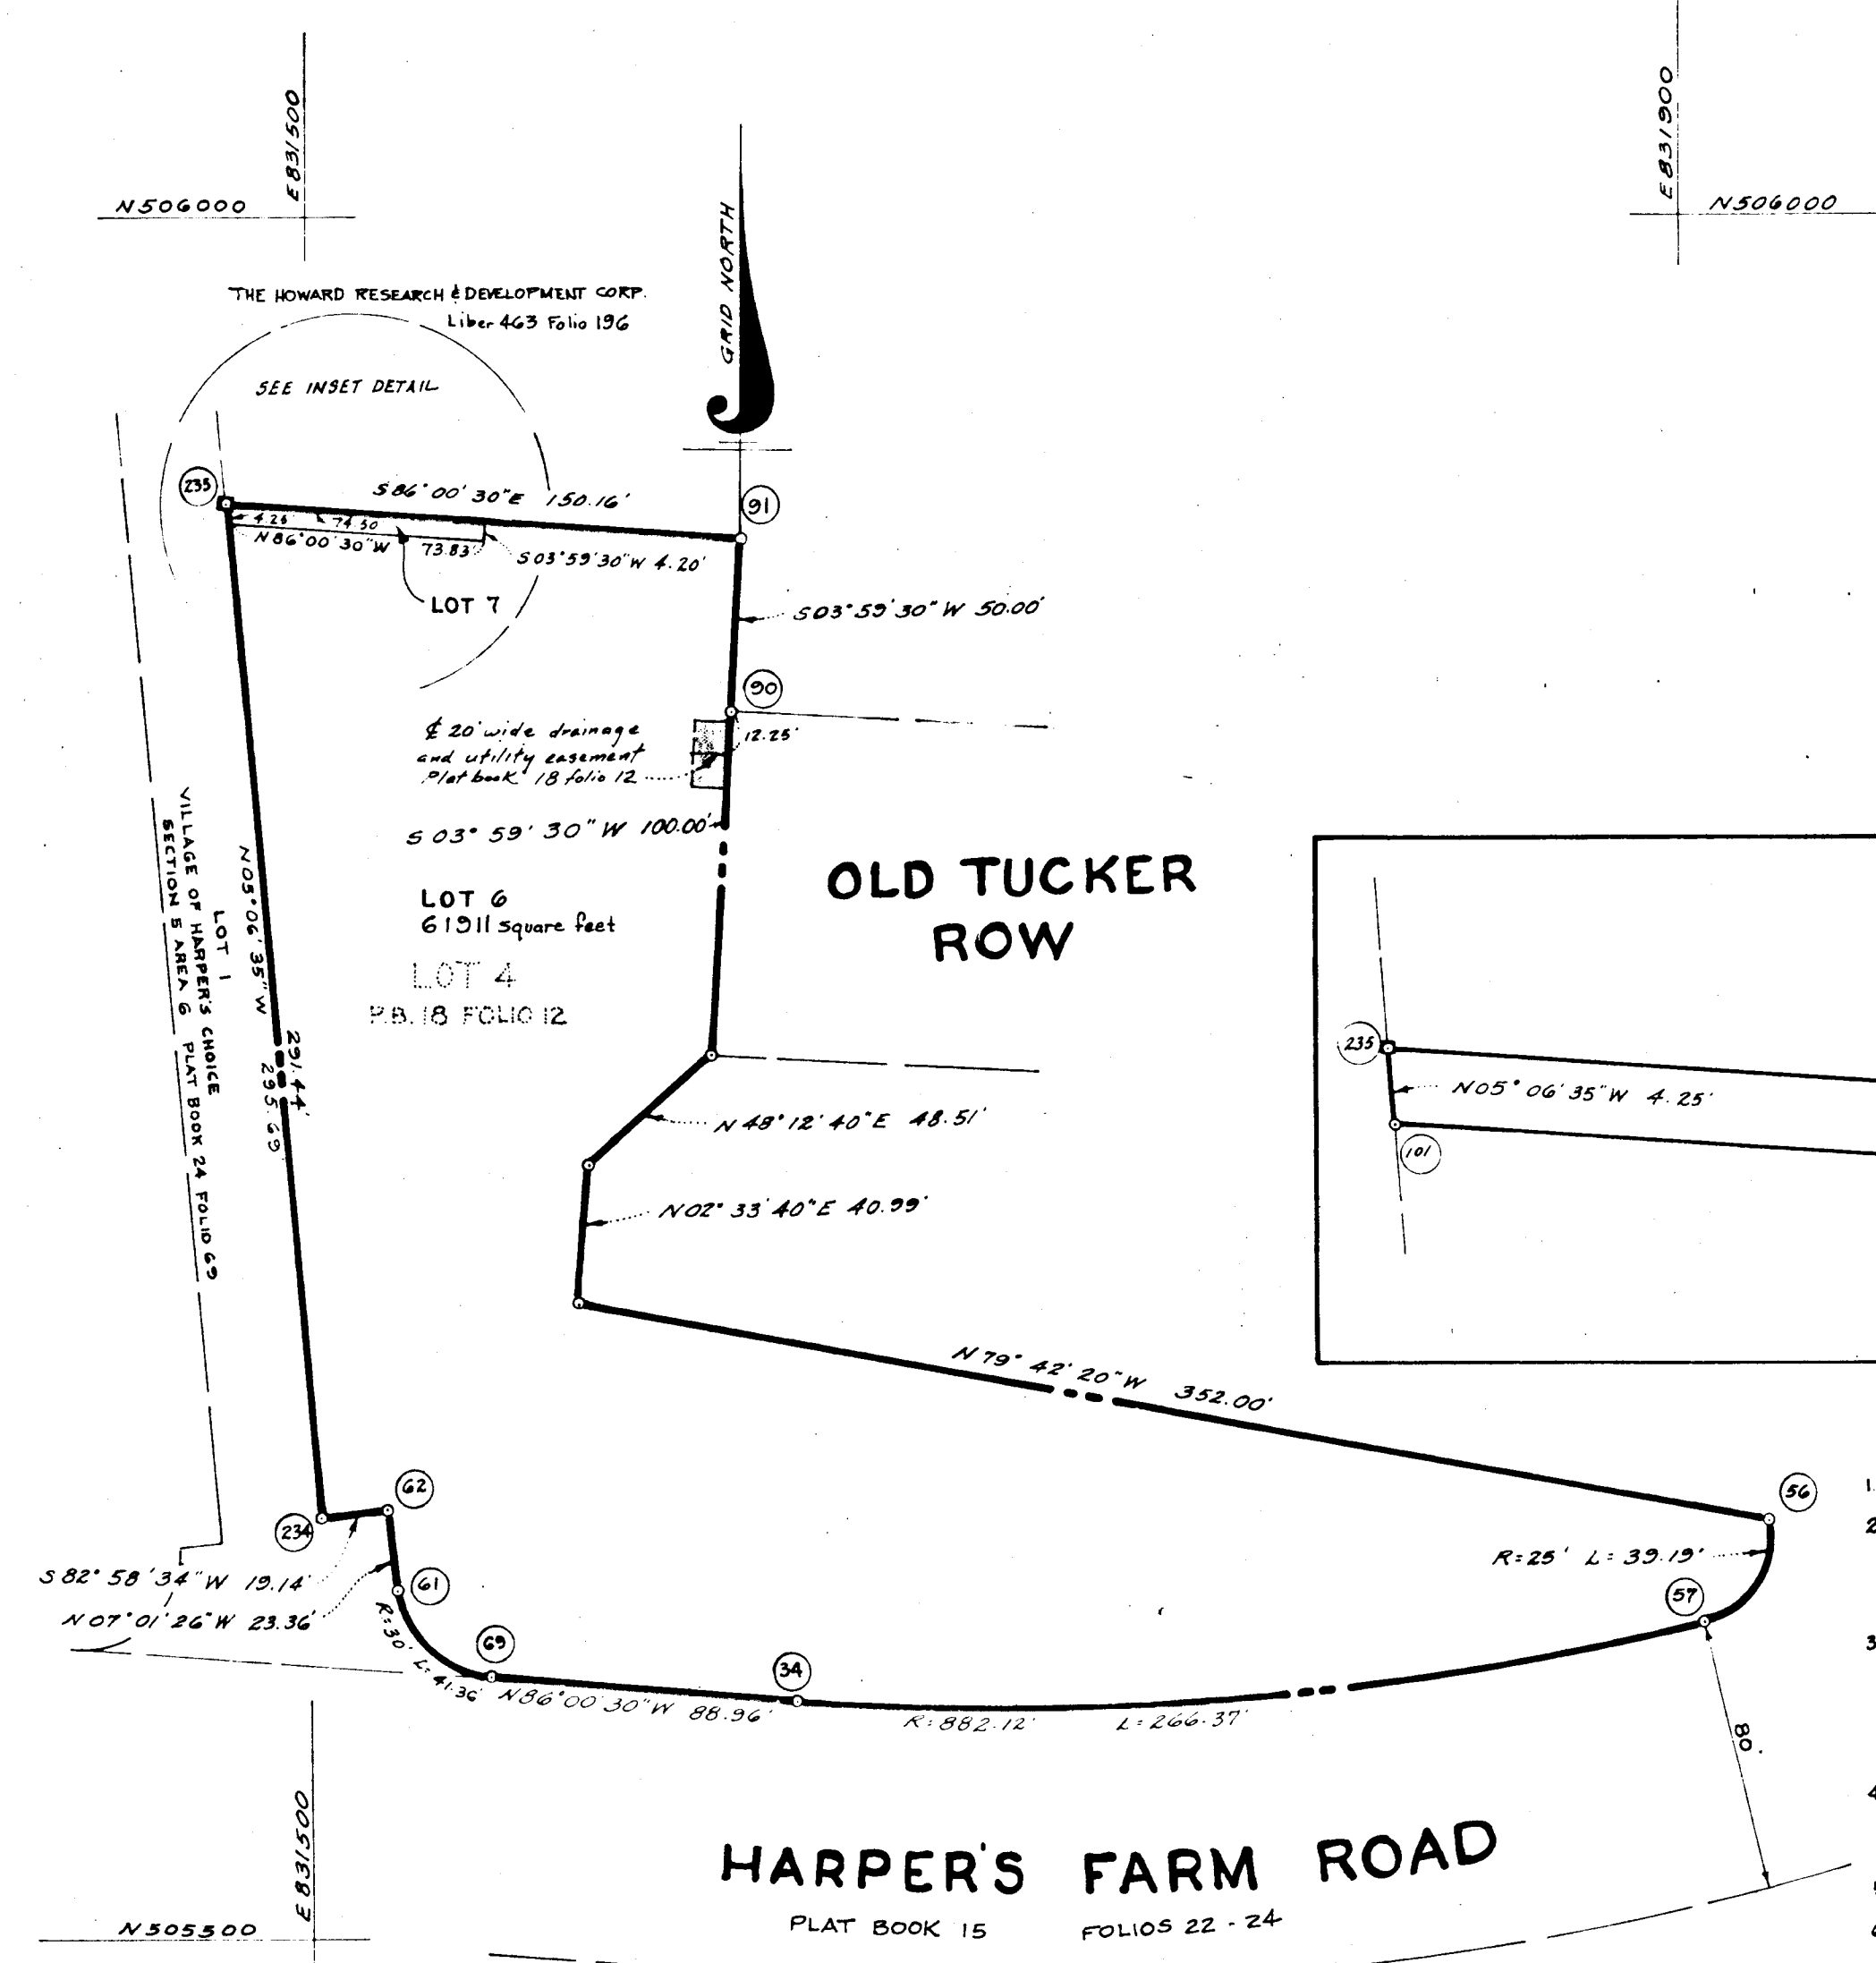 E831500
N506000
E831900
N506000
THE HOWARD RESEARCH & DEVELOPMENT CORP.
Liber 463 Folio 196
GRID NORTH
SEE INSET DETAIL
235
S86°00'30"E 150.16'
91
4.25'
74.50
N86°00'30"W 73.83'
S03°59'30"W 4.20'
LOT 7
S03°59'30"W 50.00'
90
℄ 20' wide drainage
and utility easement
Plat book 18 folio 12
12.25'
S 03° 59' 30" W 100.00'
LOT 6
61911 square feet
LOT 4
P.B. 18 FOLIO 12
OLD TUCKER
ROW
LOT 1
VILLAGE OF HARPER'S CHOICE
SECTION 5 AREA 6 PLAT BOOK 24 FOLIO 69
N05°06'35"W
291.44'
295.69'
235
N05°06'35"W 4.25'
101
N48°12'40"E 48.51'
N02°33'40"E 40.99'
N79°42'20"W 352.00'
62
234
56
1.
2
S82°58'34"W 19.14'
N07°01'26"W 23.36'
61
R=25' L=39.19'
57
3
69
R=30' L=41.36'
34
N86°00'30"W 88.96'
R=882.12' L=266.37'
80'
4
E831500
N505500
HARPER'S FARM ROAD
PLAT BOOK 15 FOLIOS 22 - 24